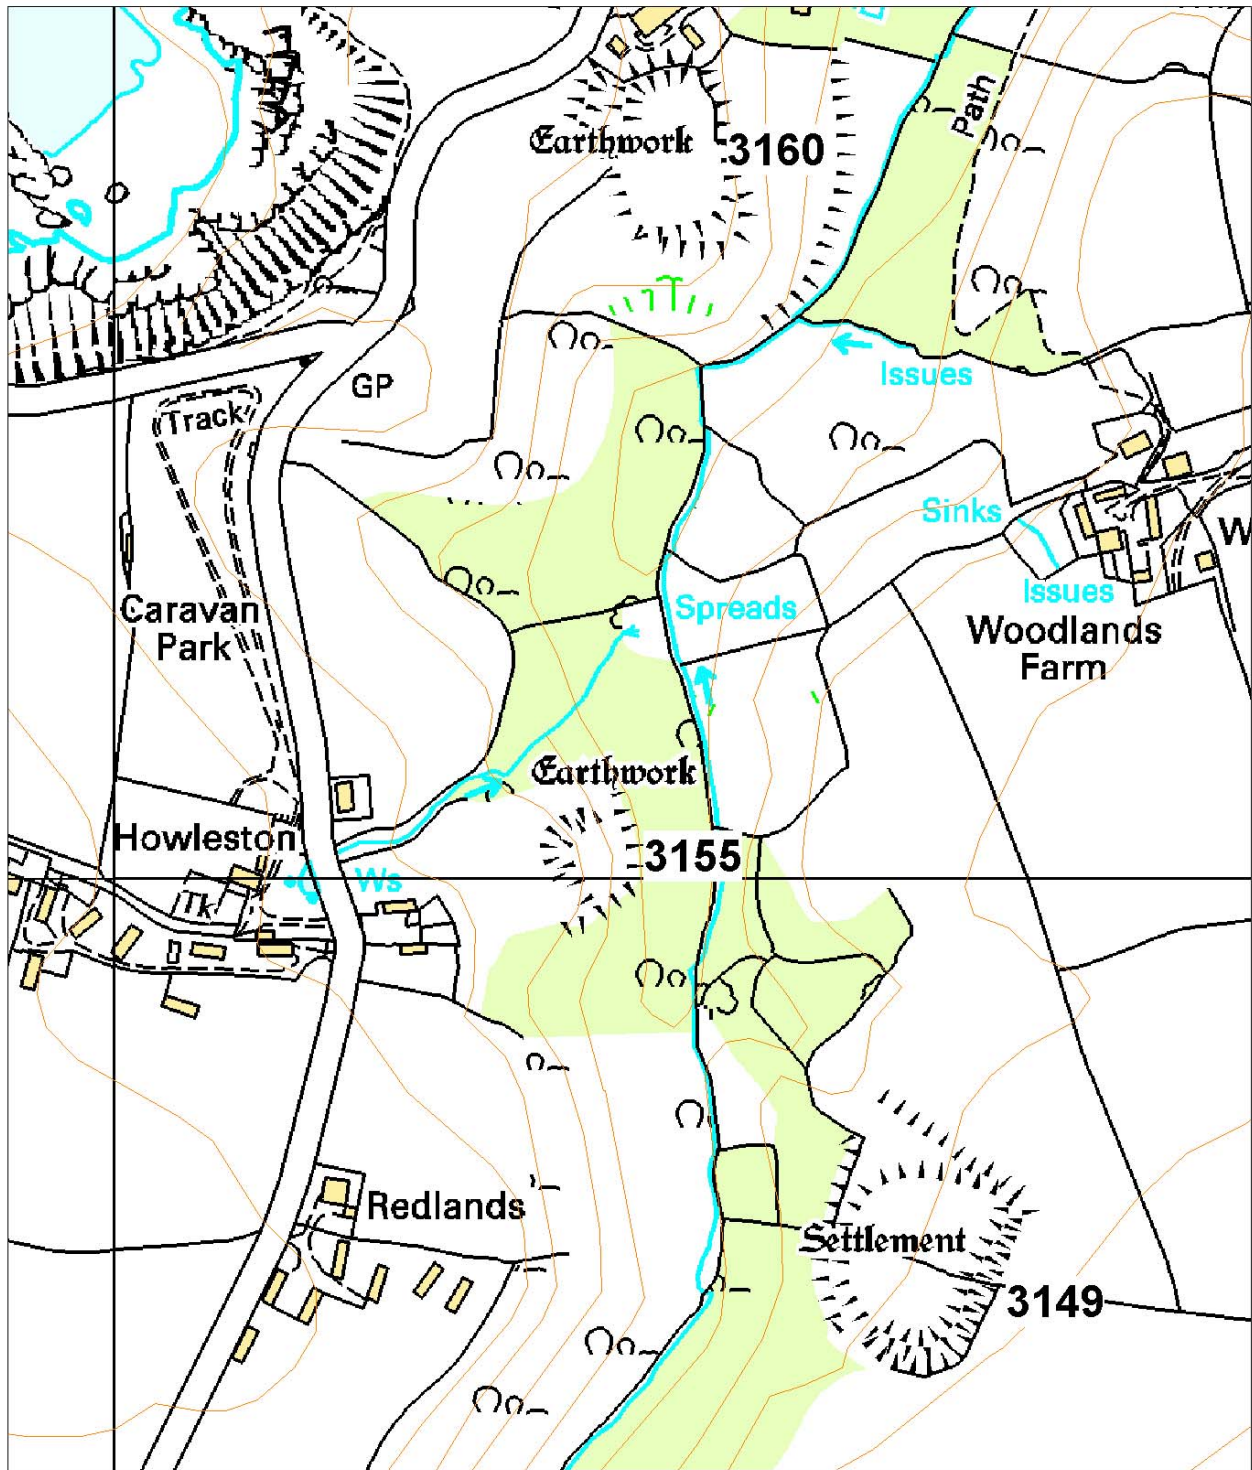 Path
Earthwork
3160
Issues
GP
Track
Sinks
W
Issues
Spreads
Caravan
Park
Woodlands
Farm
Earthwork
Howleston
3155
Ws
Tk
Redlands
Settlement
3149